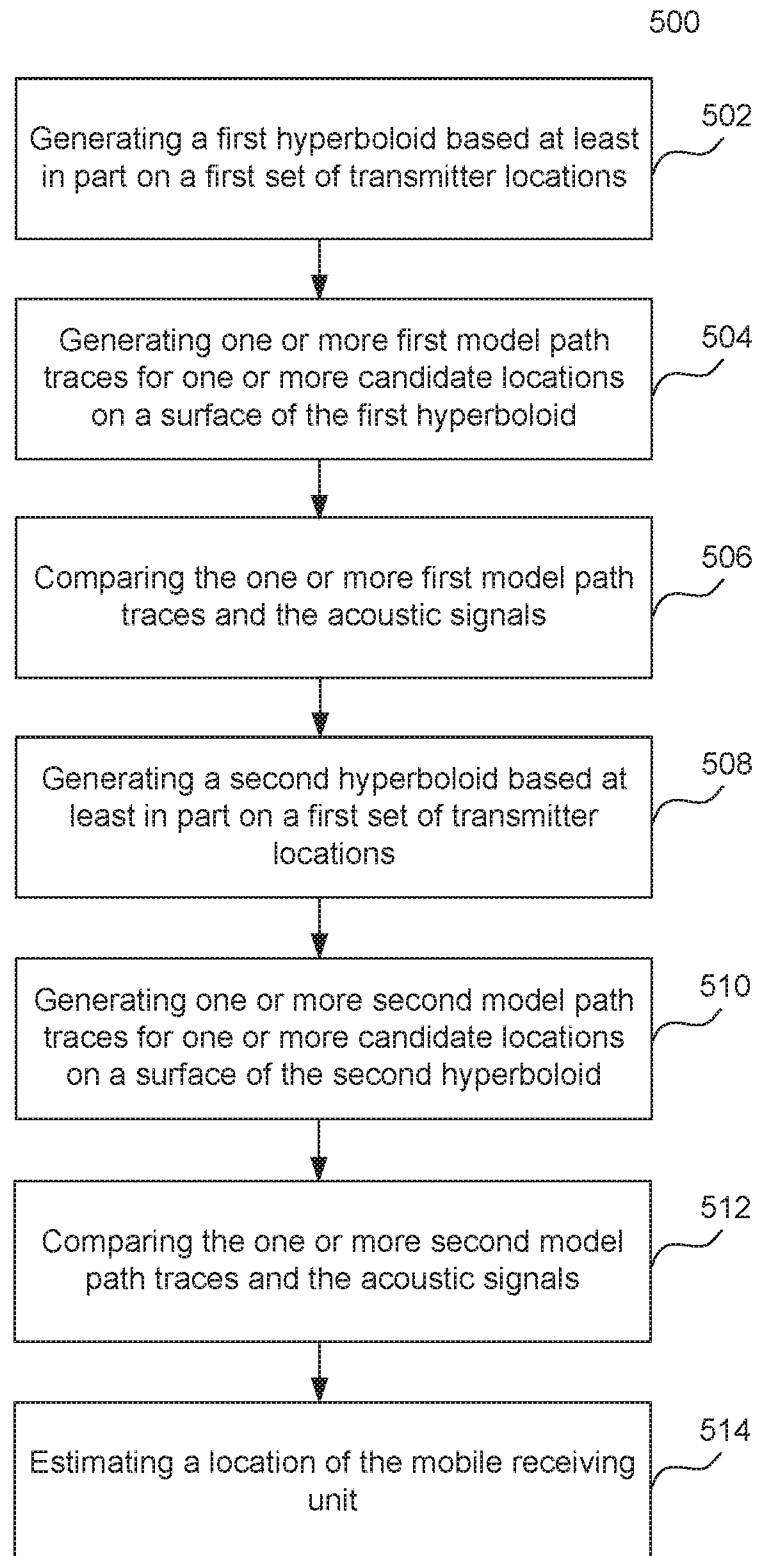 500
Generating a first hyperboloid based at least
in part on a first set of transmitter locations
502
Generating one or more first model path
traces for one or more candidate locations
on a surface of the first hyperboloid
504
Comparing the one or more first model path
traces and the acoustic signals
506
Generating a second hyperboloid based at
least in part on a first set of transmitter
locations
508
Generating one or more second model path
traces for one or more candidate locations
on a surface of the second hyperboloid
510
Comparing the one or more second model
path traces and the acoustic signals
512
Estimating a location of the mobile receiving
unit
514